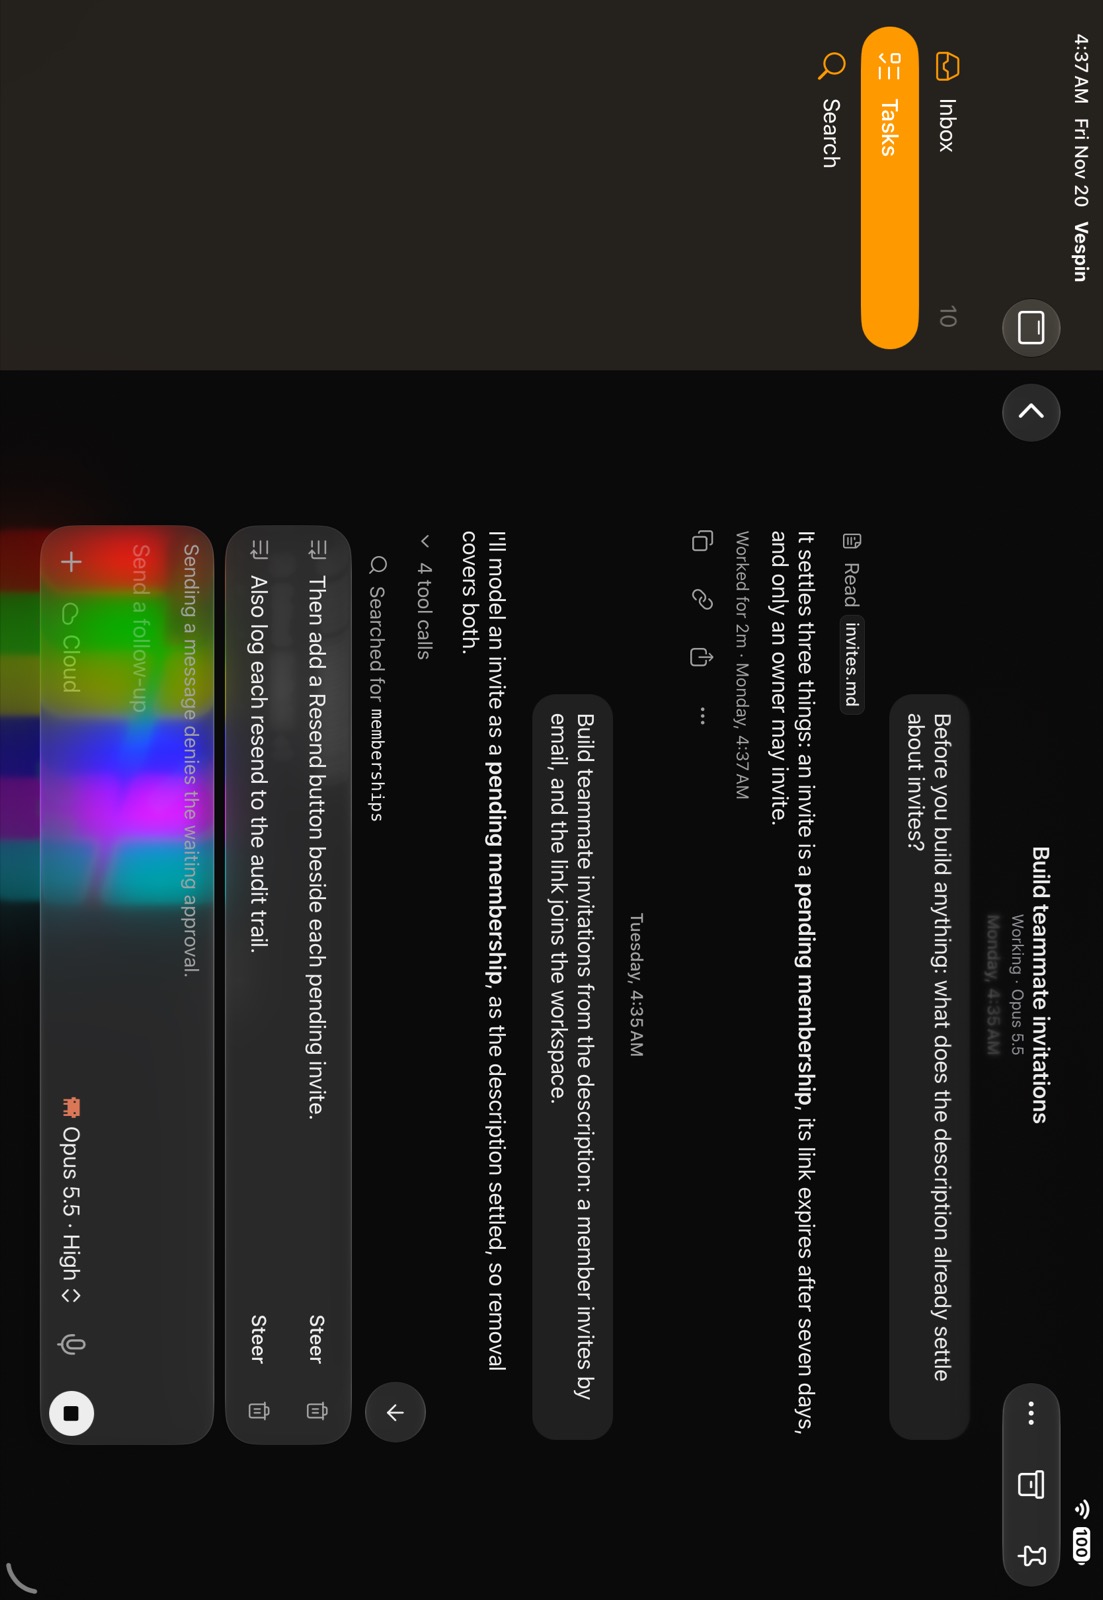 4:37 AM Fri Nov 20 Vespin
100
Build teammate invitations
Working · Opus 5.5
Monday, 4:35 AM
Inbox 10
Tasks
Search
Before you build anything: what does the description already settle
about invites?
Read invites.md
It settles three things: an invite is a pending membership, its link expires after seven days,
and only an owner may invite.
Worked for 2m · Monday, 4:37 AM
Tuesday, 4:35 AM
Build teammate invitations from the description: a member invites by
email, and the link joins the workspace.
I'll model an invite as a pending membership, as the description settled, so removal
covers both.
4 tool calls
Searched for memberships
Then add a Resend button beside each pending invite. Steer
Also log each resend to the audit trail. Steer
Sending a message denies the waiting approval.
Send a follow-up
Cloud Opus 5.5 · High